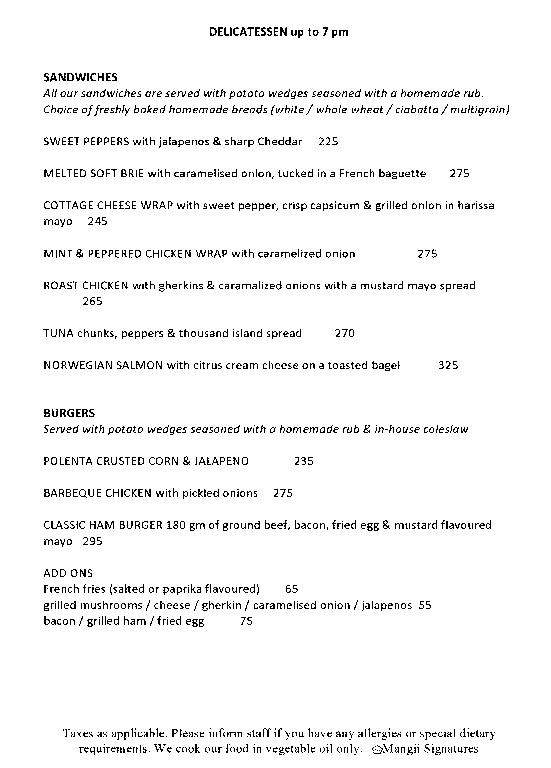 DELICATESSEN up to 7 pm
SANDWICHES
All our sandwiches are served with potato wedges seasoned with a homemade rub.
Choice of freshly baked homemade breads (white / whole wheat / ciabatta / multigrain)
SWEET PEPPERS with jalapenos & sharp Cheddar 225
MELTED SOFT BRIE with caramelised onion, tucked in a French baguette 275
COTTAGE CHEESE WRAP with sweet pepper, crisp capsicum & grilled onion in harissa
mayo 245
MINT & PEPPERED CHICKEN WRAP with caramelized onion 275
ROAST CHICKEN with gherkins & caramalized onions with a mustard mayo spread
265
TUNA chunks, peppers & thousand island spread 270
NORWEGIAN SALMON with citrus cream cheese on a toasted bagel 325
BURGERS
Served with potato wedges seasoned with a homemade rub & in-house coleslaw
POLENTA CRUSTED CORN & JALAPENO 235
BARBEQUE CHICKEN with pickled onions 275
CLASSIC HAM BURGER 180 gm of ground beef, bacon, fried egg & mustard flavoured
mayo 295
ADD ONS
French fries (salted or paprika flavoured) 65
grilled mushrooms / cheese / gherkin / caramelised onion / jalapenos 55
bacon / grilled ham / fried egg 75
Taxes as applicable. Please inform staff if you have any allergies or special dietary
requirements. We cook our food in vegetable oil only. ©Mangii Signatures